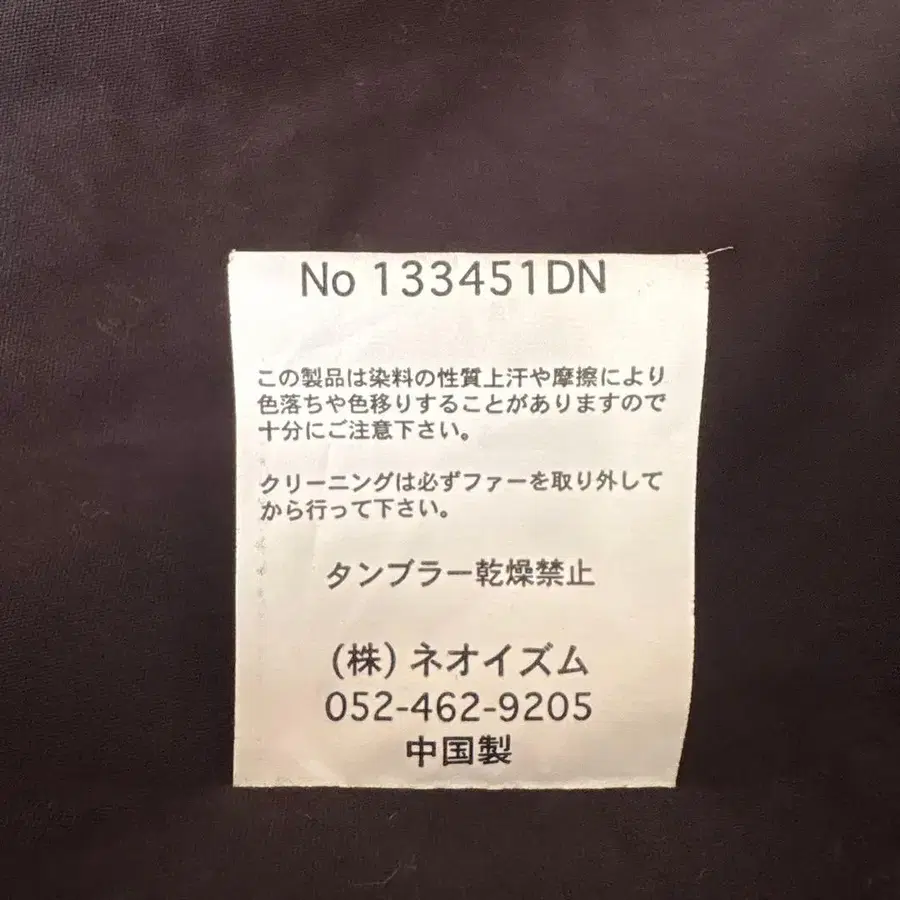 No 133451DN
この製品は染料の性質上汗や摩擦により
色落ちや色移りすることがありますので
十分にご注意下さい。
クリーニングは必ずファーを取り外して
から行って下さい。
タンブラー乾燥禁止
(株) ネオイズム
052-462-9205
中国製